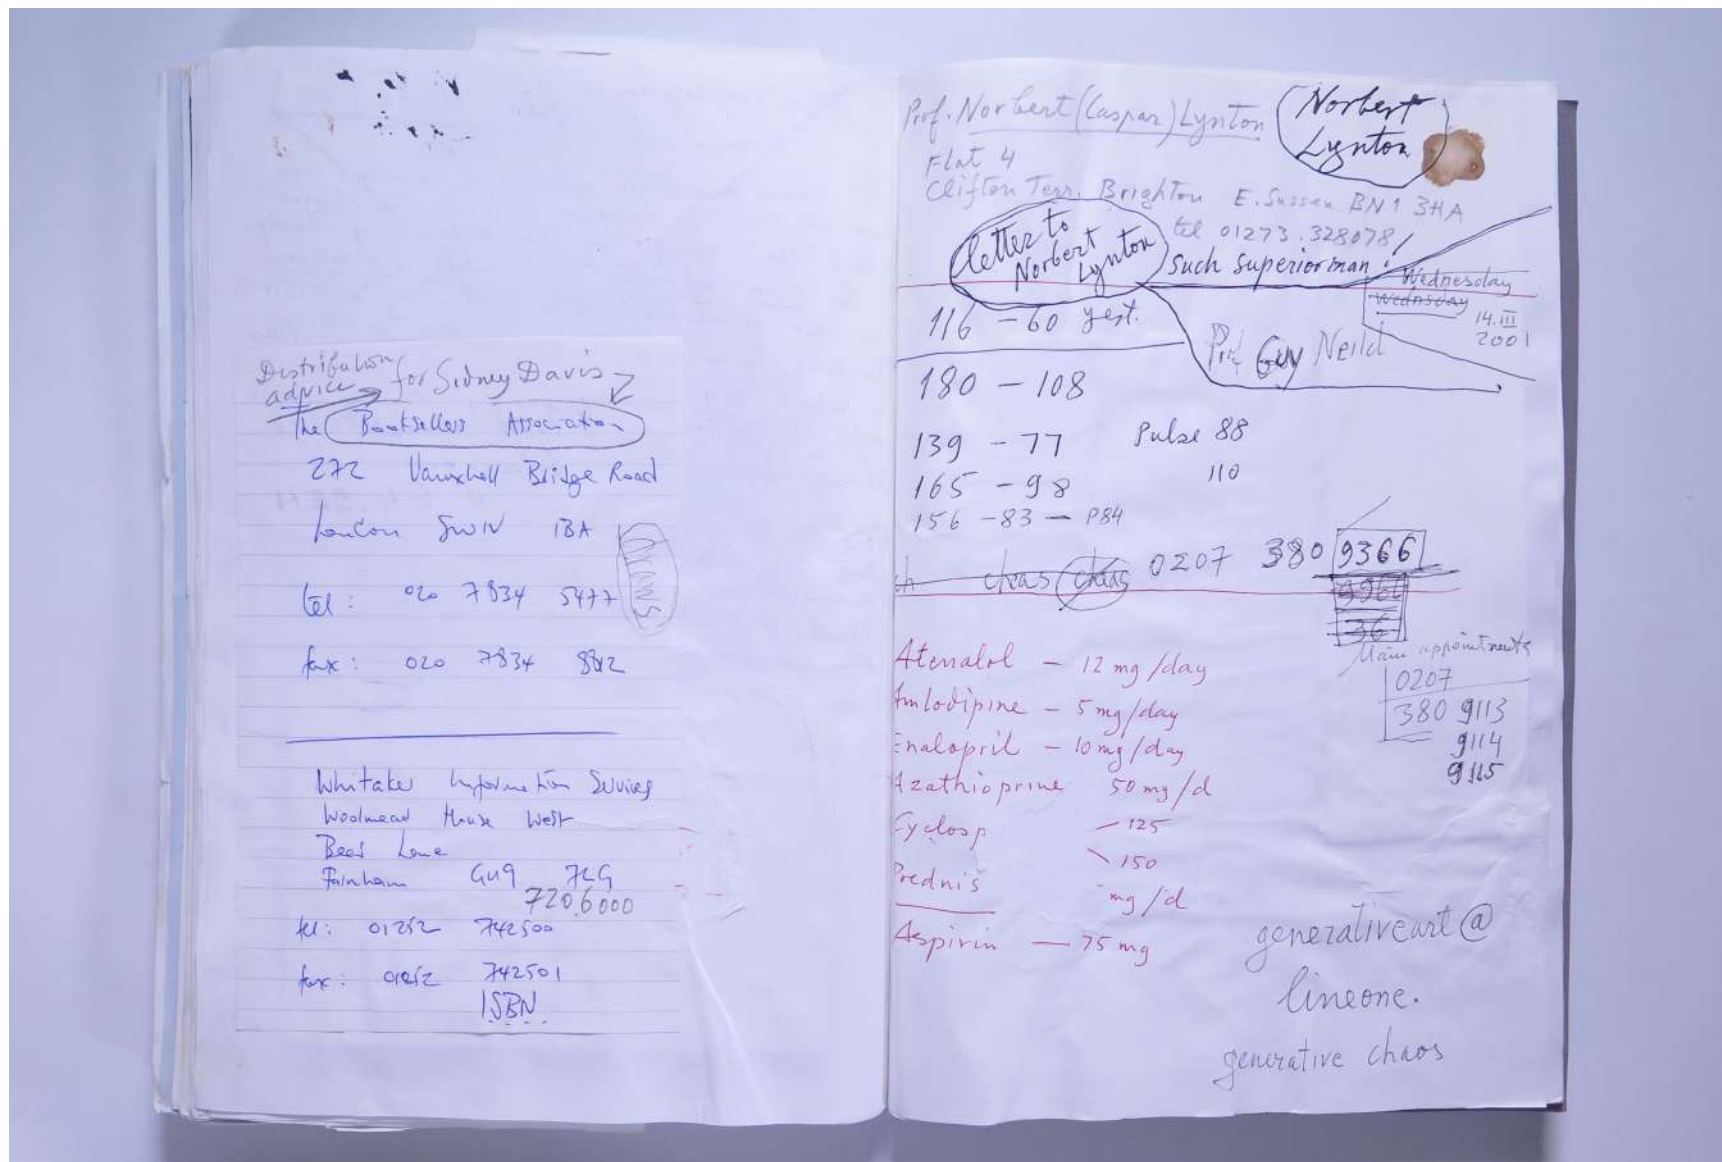 Distribution
advice for Sidney Davis
The Booksellers Association
272 Vauxhall Bridge Road
London SW1V 1BA
tel: 020 7834 5477
fax: 020 7834 8812
Whitaker Information Services
Woolmead House West
Bear Lane
Farnham GU9 7LG
720.6000
tel: 01252 742500
fax: 01252 742501
ISBN
Prof. Norbert (Caspar) Lynton
Norbert
Lynton
Flat 4
Clifton Terr. Brighton E. Sussex BN1 3HA
tel 01273.328078
letter to
Norbert
Lynton
such superior man!
Wednesday
Wednsday
14.III
2001
116 - 60 yest.
Prof Guy Neild
180 - 108
139 - 77 Pulse 88
165 - 98 110
156 - 83 - P84
ch chaos chaos 0207 380 9366
36
Main appointments
0207
380 9113
9114
9115
Atenalol - 12 mg/day
Amlodipine - 5 mg/day
Enalopril - 10 mg/day
Azathioprine 50 mg/d
Cyclosp - 125
150
Prednis mg/d
Aspirin - 75 mg
generativeart@
lineone.
generative chaos